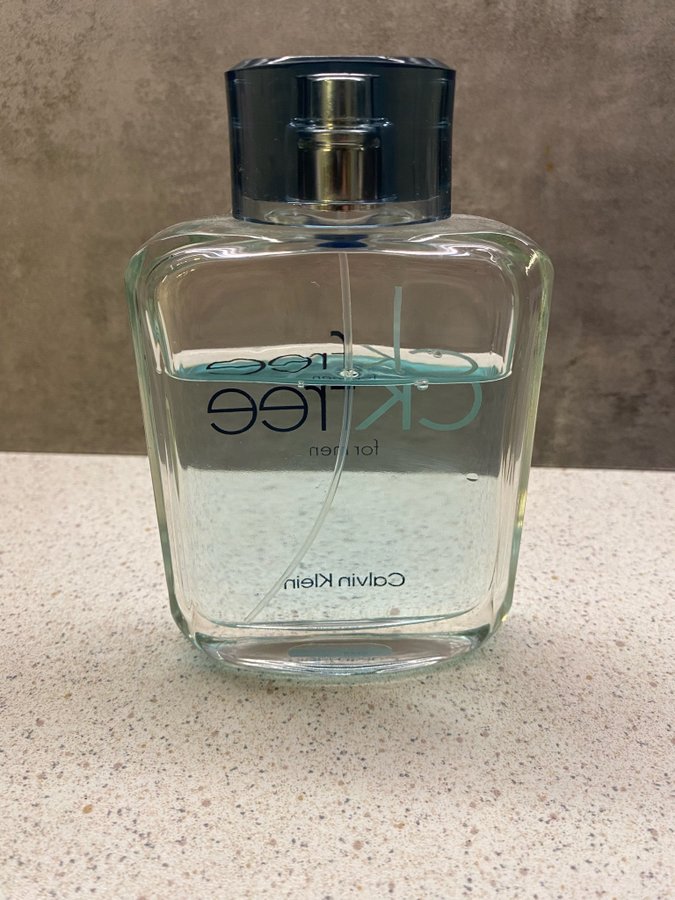 ck free
for men
Calvin Klein